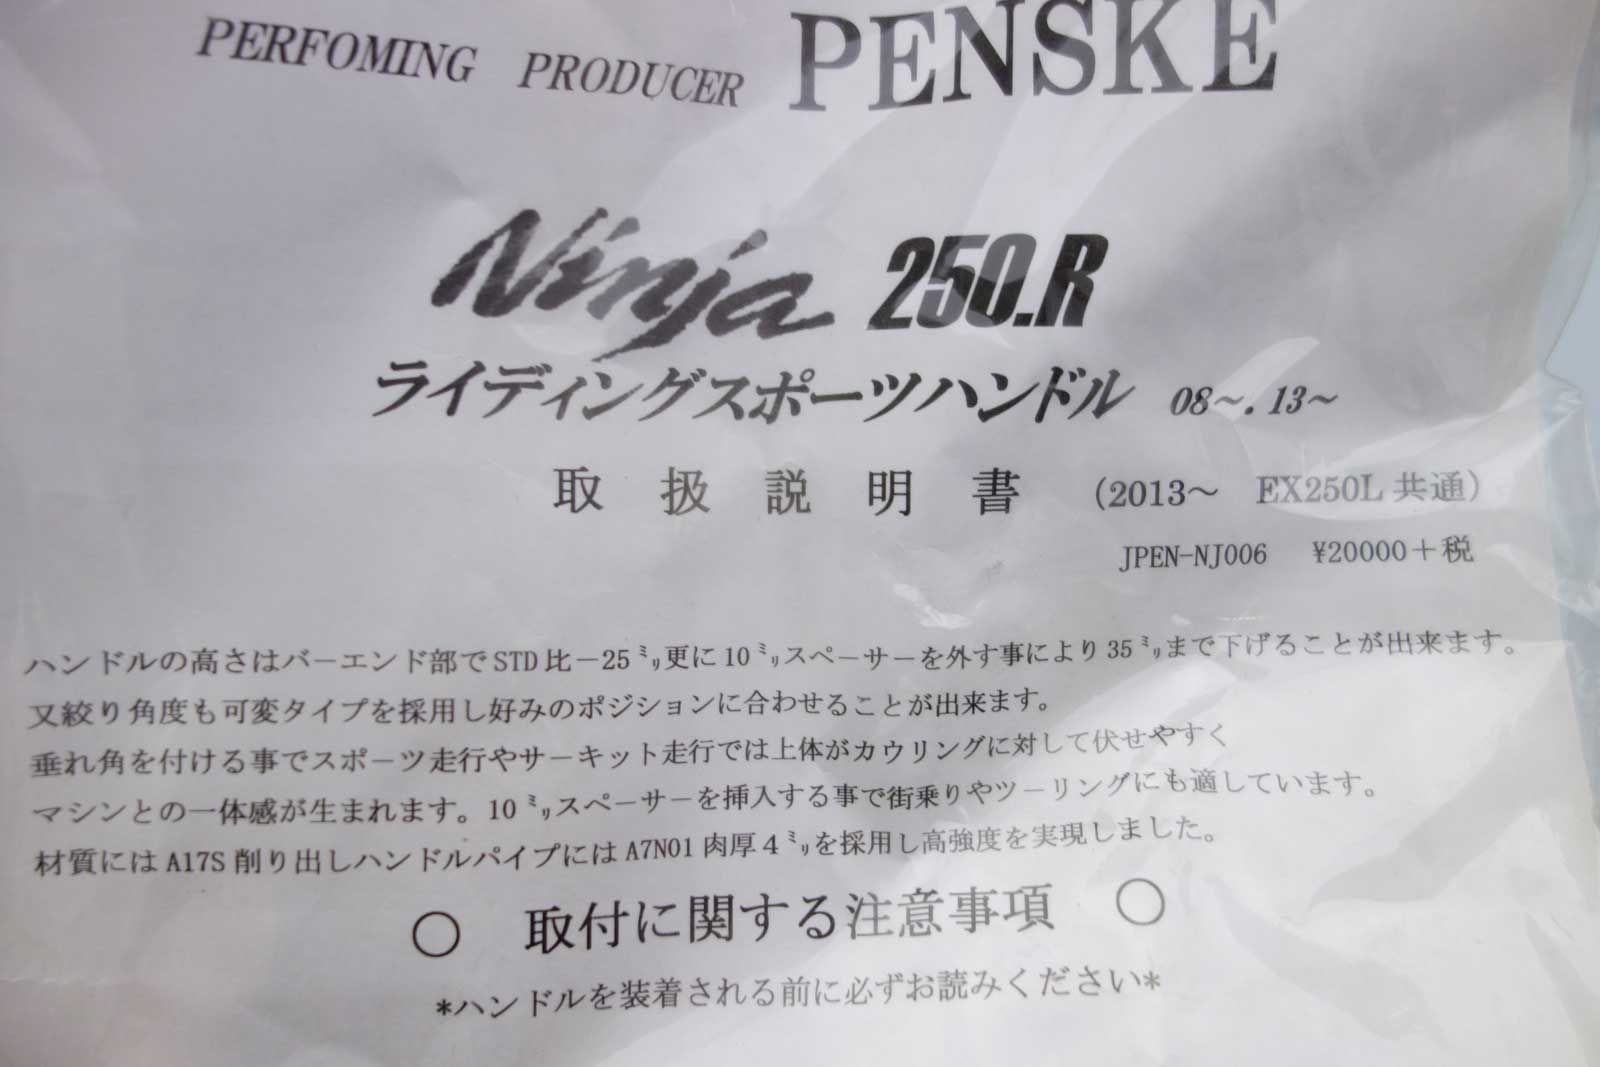 PERFOMING PRODUCER PENSKE
Ninja 250.R
ライディングスポーツハンドル 08～.13～
取扱説明書 (2013～ EX250L共通)
JPEN-NJ006 ¥20000＋税
ハンドルの高さはバーエンド部でSTD比－25㍉更に10㍉スペーサーを外す事により35㍉まで下げることが出来ます。
又絞り角度も可変タイプを採用し好みのポジションに合わせることが出来ます。
垂れ角を付ける事でスポーツ走行やサーキット走行では上体がカウリングに対して伏せやすく
マシンとの一体感が生まれます。10㍉スペーサーを挿入する事で街乗りやツーリングにも適しています。
材質にはA17S削り出しハンドルパイプにはA7N01肉厚4㍉を採用し高強度を実現しました。
○ 取付に関する注意事項 ○
*ハンドルを装着される前に必ずお読みください*